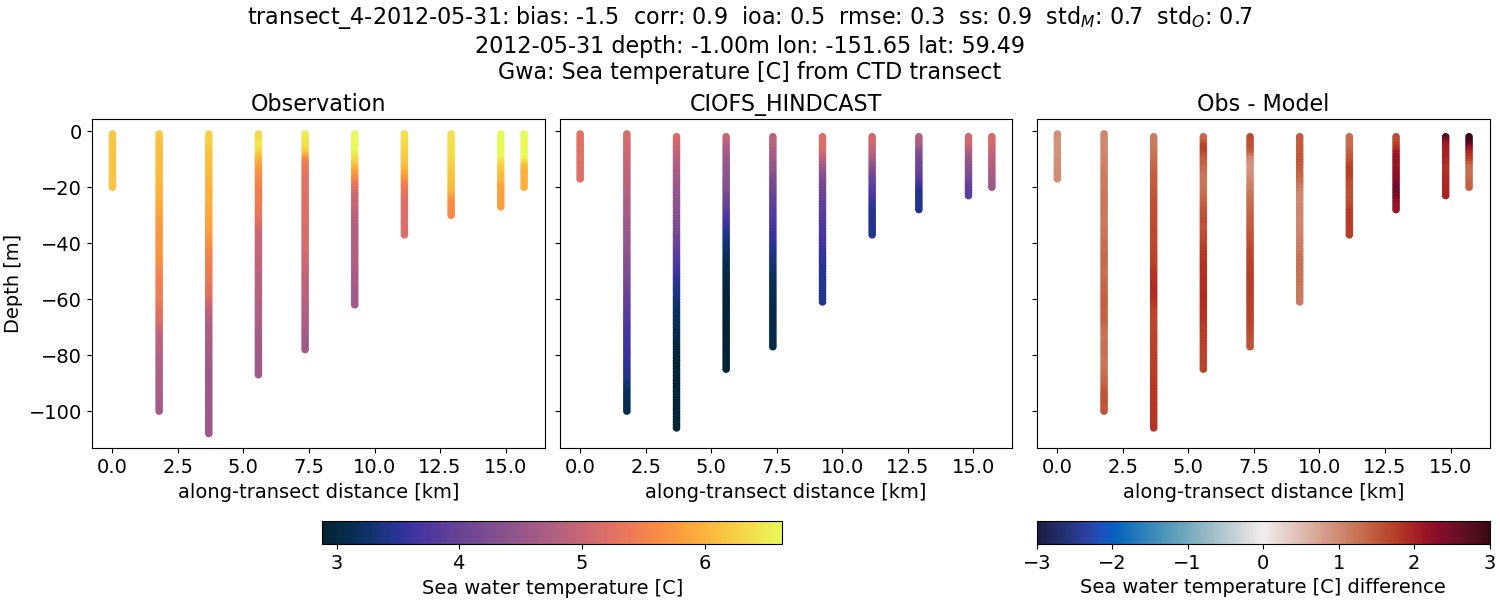 transect_4-2012-05-31: bias: -1.5 corr: 0.9 ioa: 0.5 rmse: 0.3 ss: 0.9 std_M: 0.7 std_O: 0.7
2012-05-31 depth: -1.00m lon: -151.65 lat: 59.49
Gwa: Sea temperature [C] from CTD transect
Observation
CIOFS_HINDCAST
Obs - Model
Depth [m]
0
−20
−40
−60
−80
−100
0.0 2.5 5.0 7.5 10.0 12.5 15.0
0.0 2.5 5.0 7.5 10.0 12.5 15.0
0.0 2.5 5.0 7.5 10.0 12.5 15.0
along-transect distance [km]
along-transect distance [km]
along-transect distance [km]
3 4 5 6
Sea water temperature [C]
−3 −2 −1 0 1 2 3
Sea water temperature [C] difference